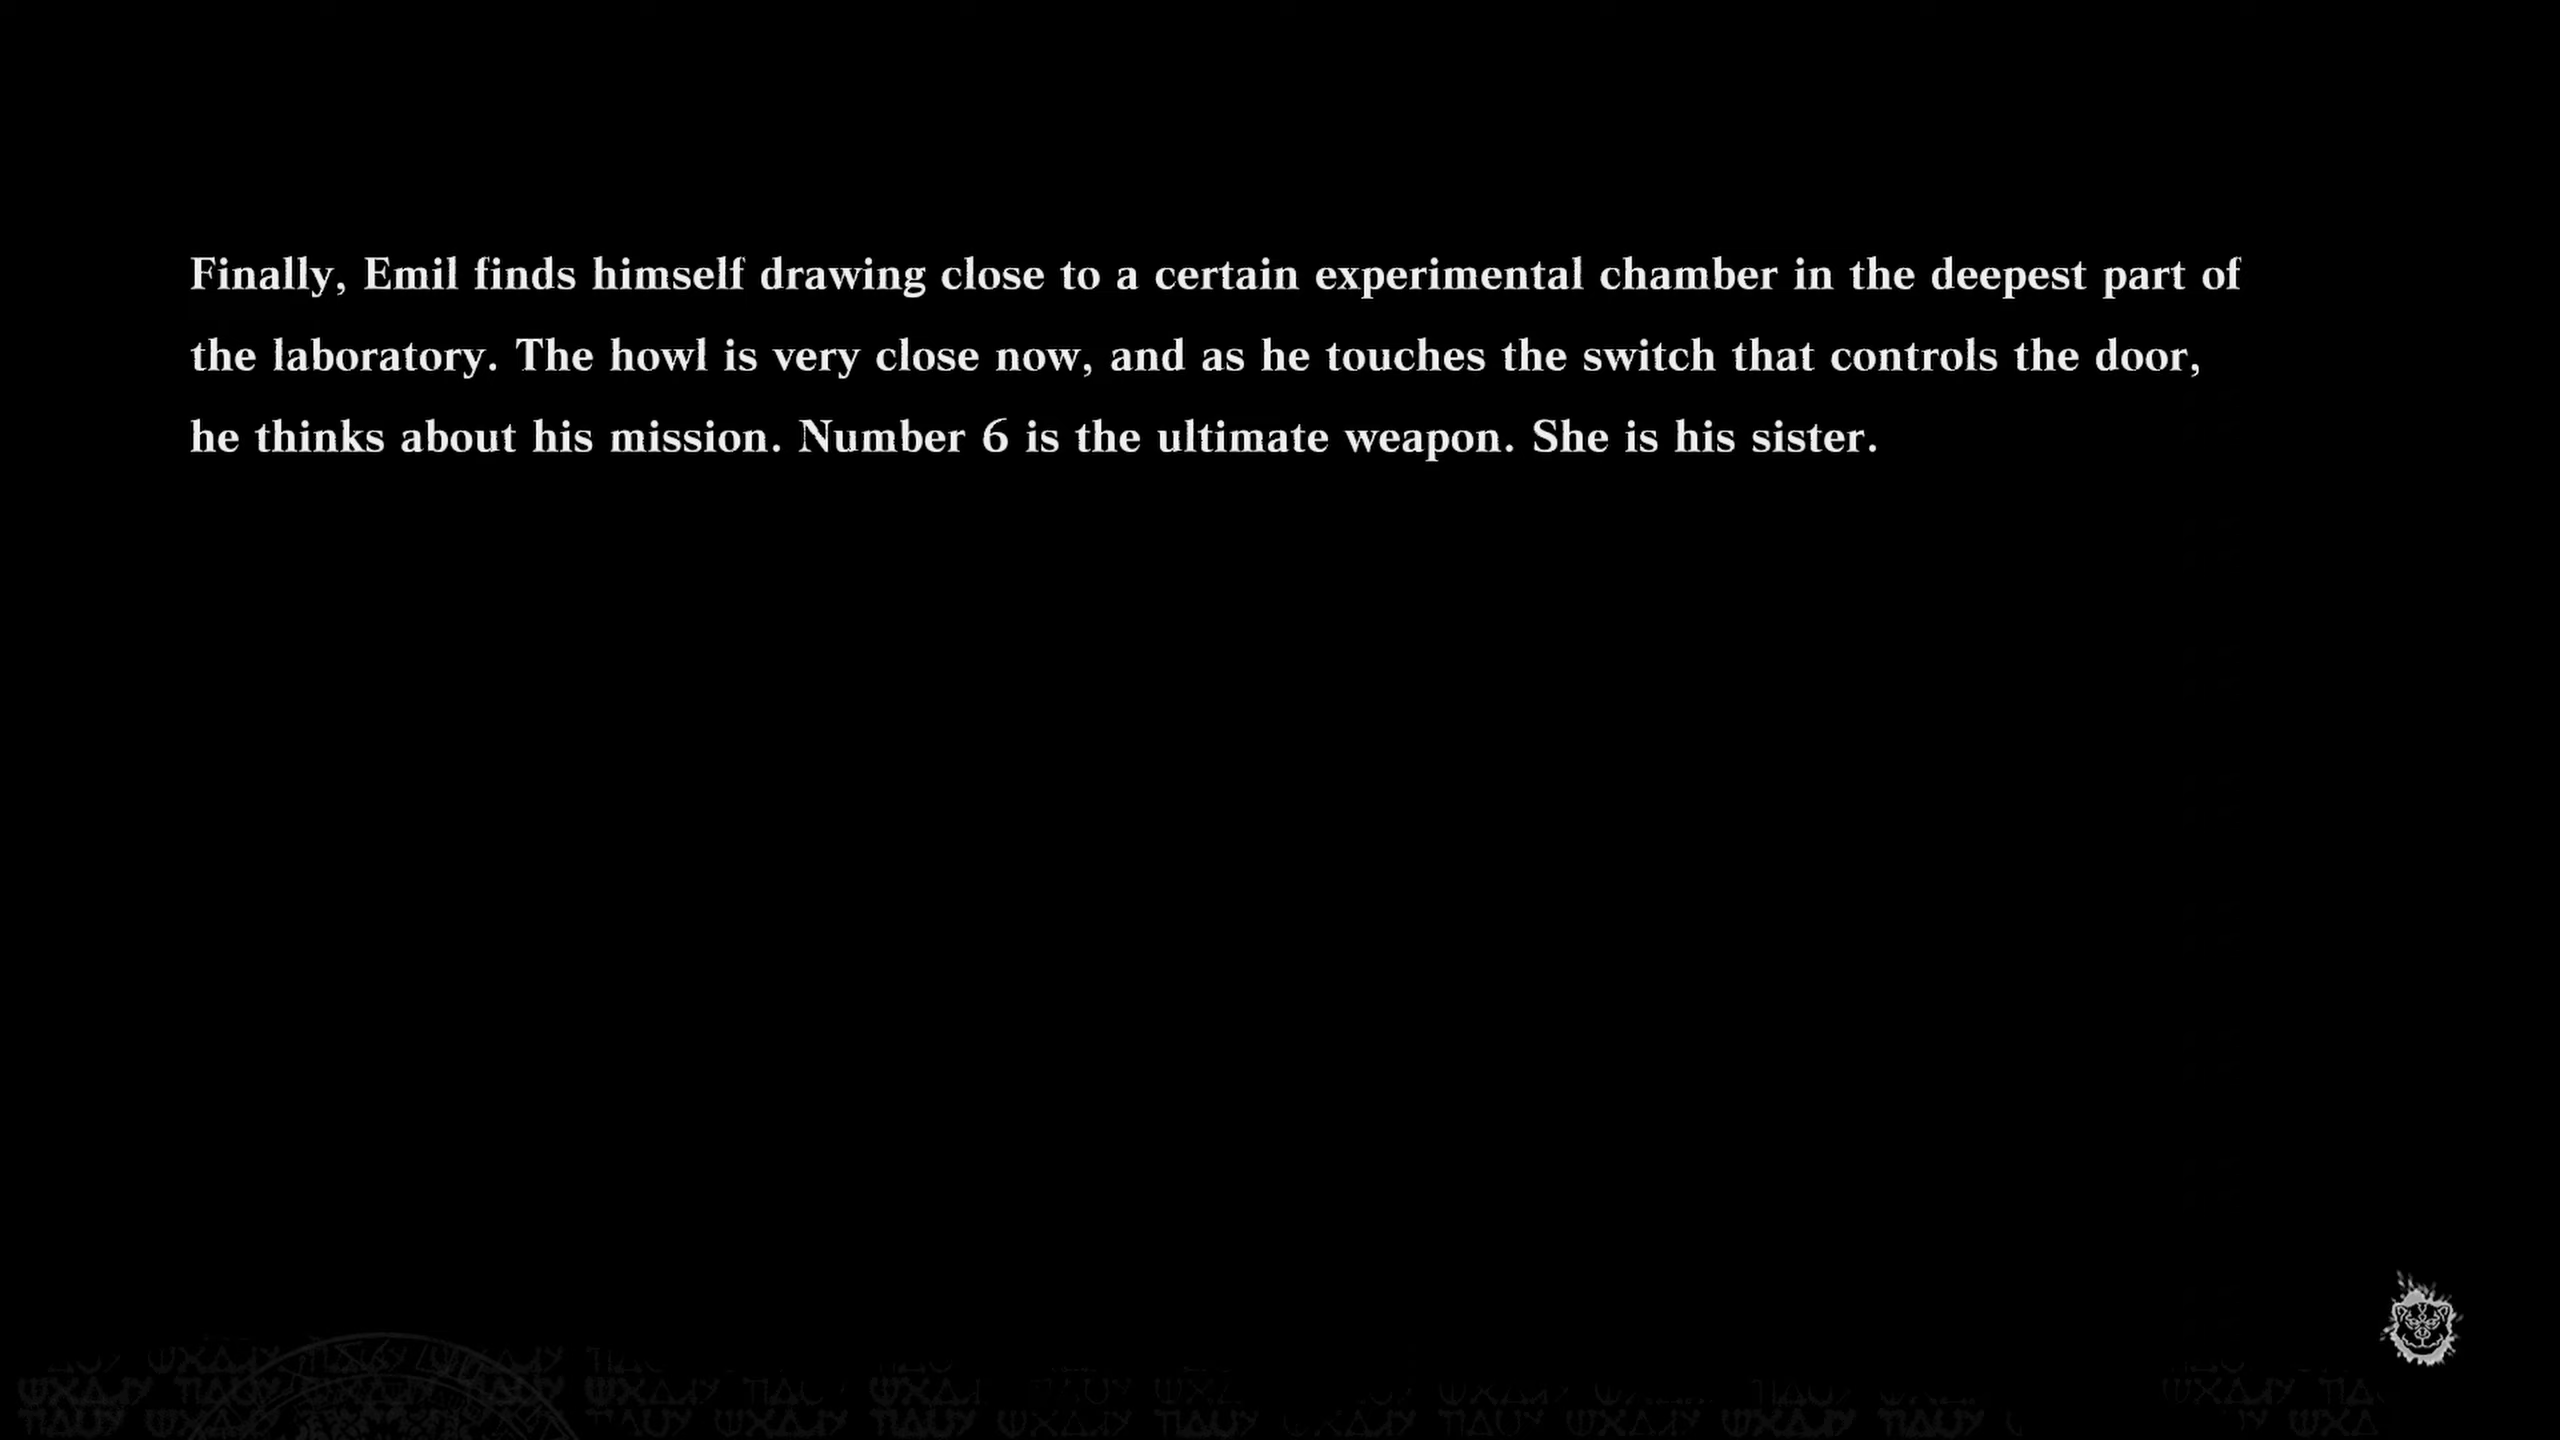 Finally, Emil finds himself drawing close to a certain experimental chamber in the deepest part of
the laboratory. The howl is very close now, and as he touches the switch that controls the door,
he thinks about his mission. Number 6 is the ultimate weapon. She is his sister.